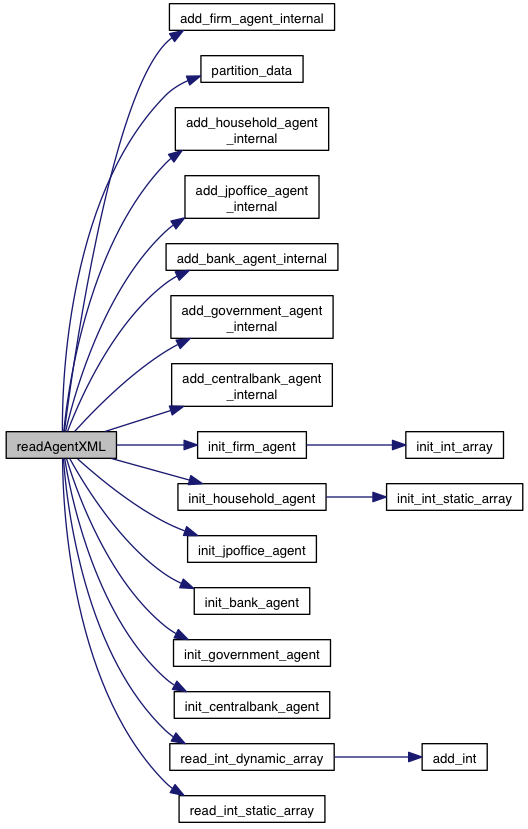 add_firm_agent_internal
partition_data
add_household_agent
_internal
add_jpoffice_agent
_internal
add_bank_agent_internal
add_government_agent
_internal
add_centralbank_agent
_internal
readAgentXML
init_firm_agent
init_int_array
init_household_agent
init_int_static_array
init_jpoffice_agent
init_bank_agent
init_government_agent
init_centralbank_agent
read_int_dynamic_array
add_int
read_int_static_array